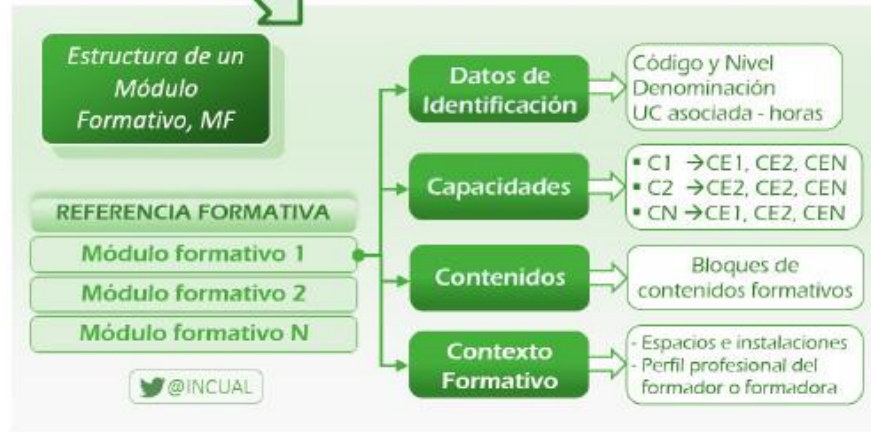 Estructura de un
Módulo
Formativo, MF
REFERENCIA FORMATIVA
Módulo formativo 1
Módulo formativo 2
Módulo formativo N
@INCUAL
Datos de
Identificación
Código y Nivel
Denominación
UC asociada - horas
Capacidades
▪ C1 →CE1, CE2, CEN
▪ C2 →CE2, CE2, CEN
▪ CN →CE1, CE2, CEN
Contenidos
Bloques de
contenidos formativos
Contexto
Formativo
- Espacios e instalaciones
- Perfil profesional del
formador o formadora